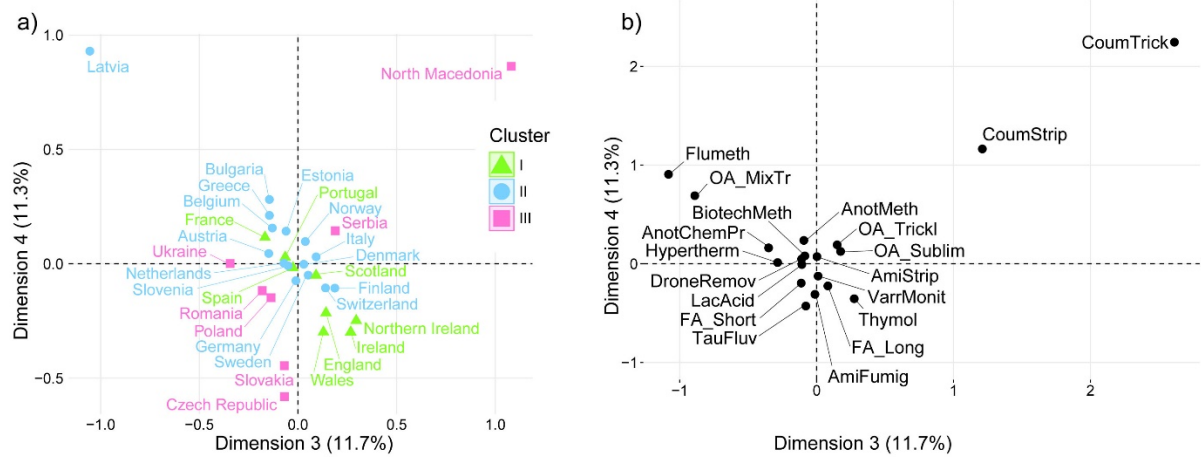 a)
1.0
0.5
0.0
−0.5
Dimension 4 (11.3%)
Latvia
North Macedonia
Bulgaria
Estonia
Greece
Portugal
Belgium
Norway
France
Serbia
Austria
Italy
Ukraine
Denmark
Netherlands
Scotland
Slovenia
Spain
Finland
Romania
Switzerland
Poland
Northern Ireland
Germany
Ireland
Sweden
England
Slovakia
Wales
Czech Republic
Cluster
I
II
III
−1.0
−0.5
0.0
0.5
1.0
Dimension 3 (11.7%)
b)
2
1
0
−1
Dimension 4 (11.3%)
CoumTrick
CoumStrip
Flumeth
OA_MixTr
BiotechMeth
AnotMeth
AnotChemPr
OA_Trickl
Hypertherm
OA_Sublim
DroneRemov
AmiStrip
LacAcid
VarrMonit
FA_Short
Thymol
TauFluv
FA_Long
AmiFumig
−1
0
1
2
Dimension 3 (11.7%)